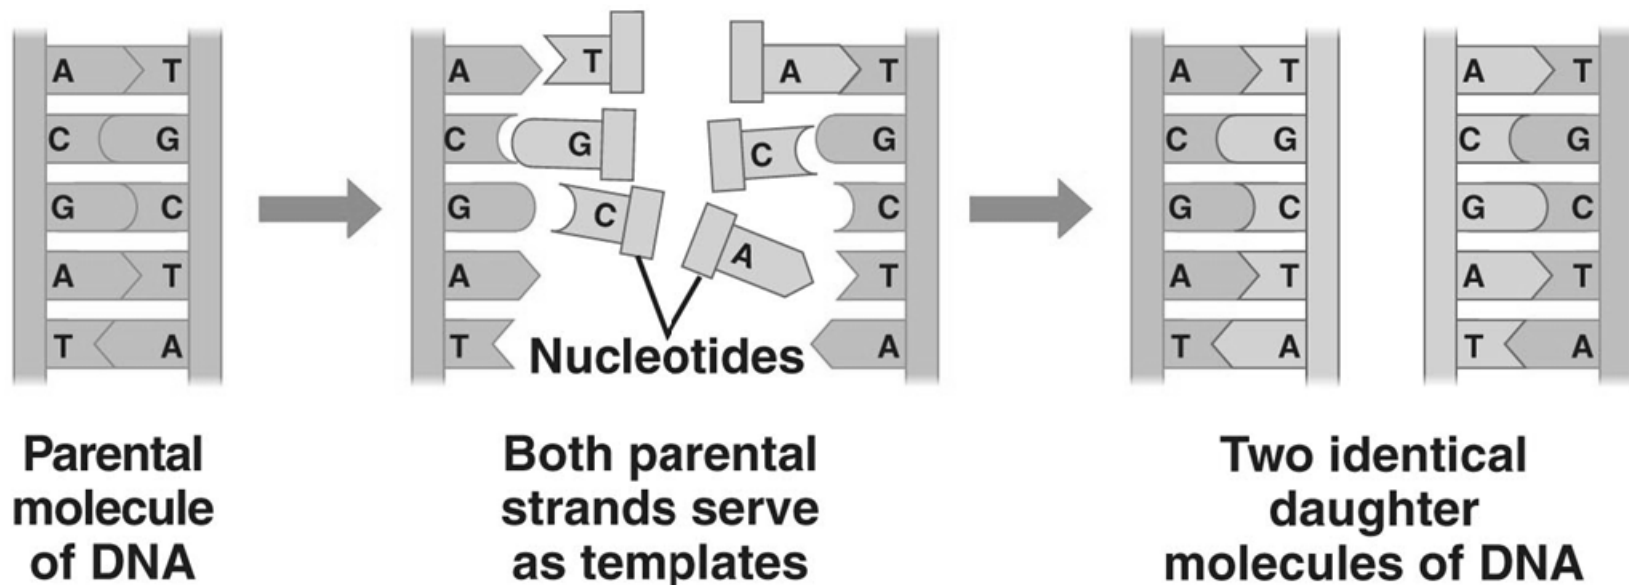 A T
C G
G C
A T
T A
A T
C G
G C
A
T
A T
C G
C
A T
A
Nucleotides
A T
C G
G C
A T
T A
A T
C G
G C
A T
T A
Parental
molecule
of DNA
Both parental
strands serve
as templates
Two identical
daughter
molecules of DNA